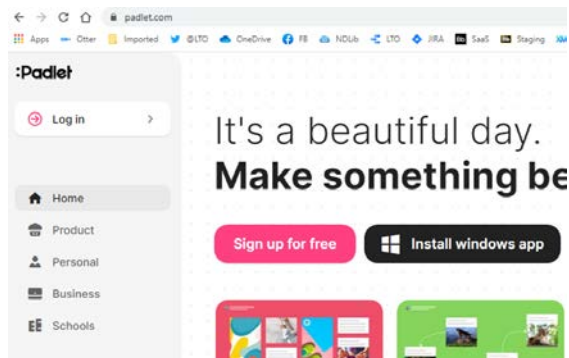 padlet.com
Apps Otter Imported @LTO OneDrive FB NDLib LTO JIRA SaaS Staging
:Padlet
Log in
It's a beautiful day.
Make something be
Home
Product
Sign up for free Install windows app
Personal
Business
Schools